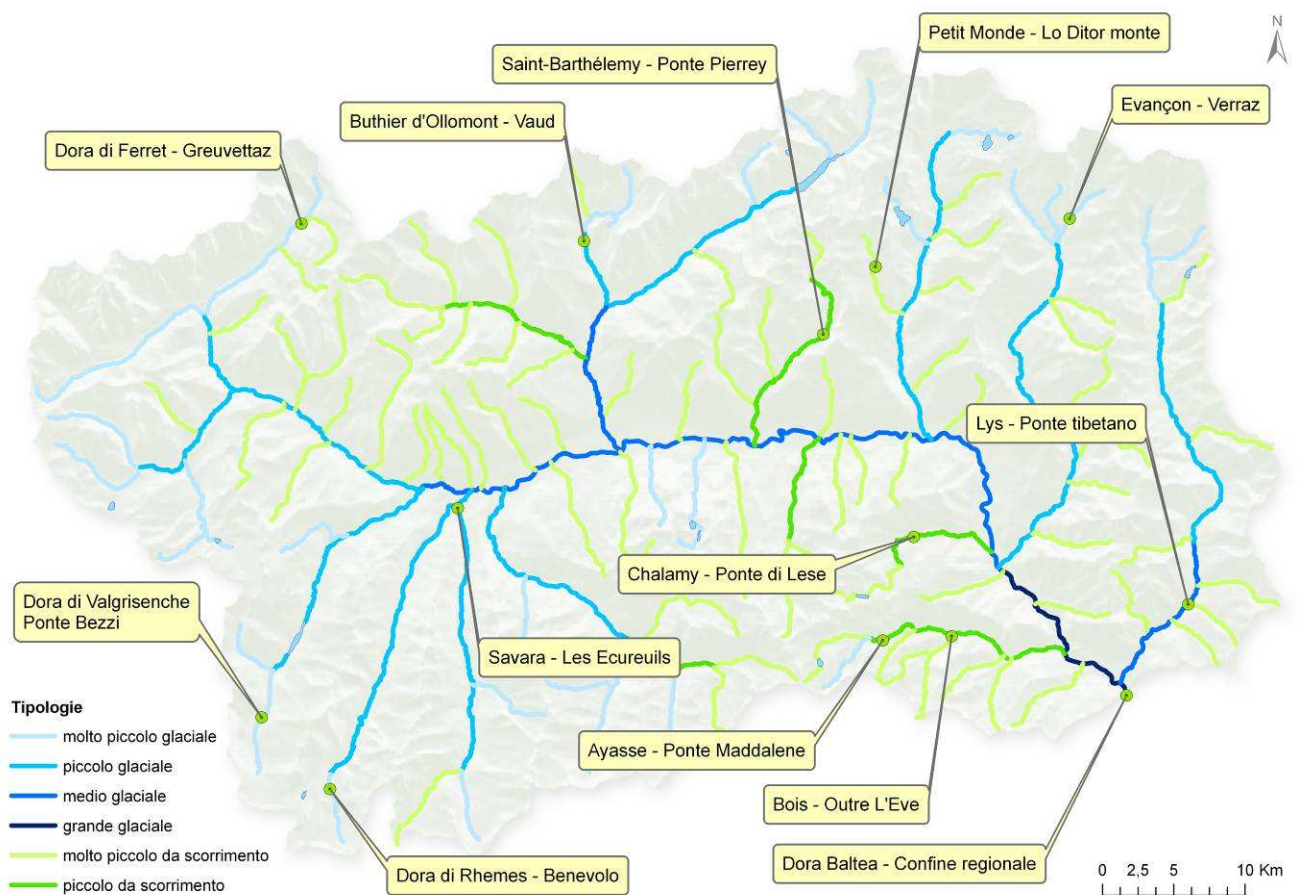 N
Petit Monde - Lo Ditor monte
Saint-Barthélemy - Ponte Pierrey
Evançon - Verraz
Buthier d'Ollomont - Vaud
Dora di Ferret - Greuvettaz
Lys - Ponte tibetano
Chalamy - Ponte di Lese
Dora di Valgrisenche
Ponte Bezzi
Savara - Les Ecureuils
Ayasse - Ponte Maddalene
Bois - Outre L'Eve
Dora Baltea - Confine regionale
Dora di Rhemes - Benevolo
Tipologie
molto piccolo glaciale
piccolo glaciale
medio glaciale
grande glaciale
molto piccolo da scorrimento
piccolo da scorrimento
0 2,5 5 10 Km